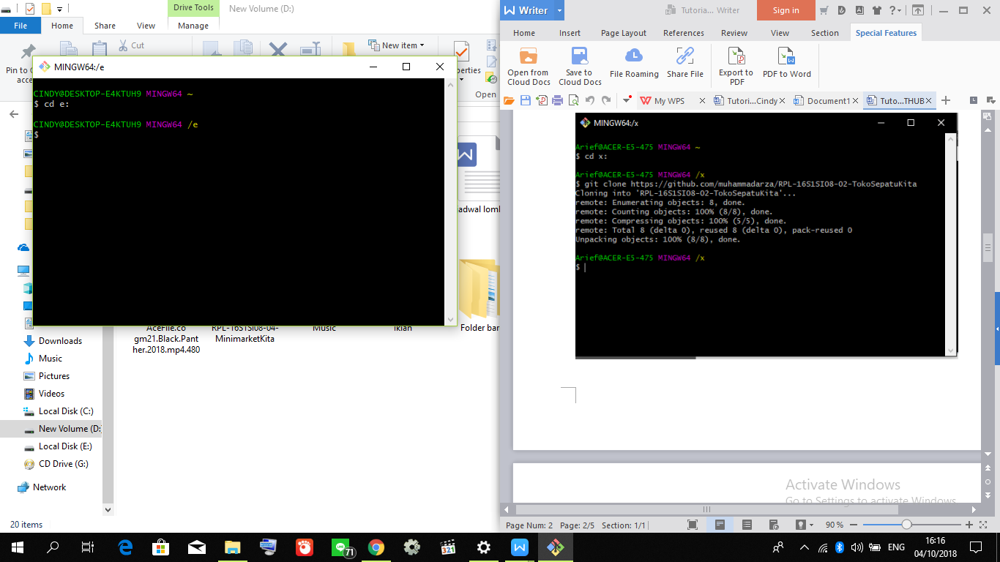 Drive Tools
New Volume (D:)
File
Home
Share
View
Manage
Cut
New item
Pin to
acce
perties
Open
MINGW64:/e
CINDY@DESKTOP-E4KTUH9 MINGW64 ~
$ cd e:
CINDY@DESKTOP-E4KTUH9 MINGW64 /e
$
adwal lom
AceFile.co
gm21.Black.Pant
her.2018.mp4.480
RPL-16S1SI08-04-
MinimarketKita
Music
Iklan
Folder bar
Downloads
Music
Pictures
Videos
Local Disk (C:)
New Volume (D:
Local Disk (E:)
CD Drive (G:)
Network
20 items
Writer
Tutoria... Writer
Sign in
Home
Insert
Page Layout
References
Review
View
Section
Special Features
Open from
Cloud Docs
Save to
Cloud Docs
File Roaming
Share File
Export to
PDF
PDF to Word
My WPS
Tutori...Cindy
Document1
Tuto...THUB
MINGW64:/x
Arief@ACER-E5-475 MINGW64 ~
$ cd x:
Arief@ACER-E5-475 MINGW64 /x
$ git clone https://github.com/muhammadarza/RPL-16S1SI08-02-TokoSepatuKita
Cloning into 'RPL-16S1SI08-02-TokoSepatuKita'...
remote: Enumerating objects: 8, done.
remote: Counting objects: 100% (8/8), done.
remote: Compressing objects: 100% (5/5), done.
remote: Total 8 (delta 0), reused 8 (delta 0), pack-reused 0
Unpacking objects: 100% (8/8), done.
Arief@ACER-E5-475 MINGW64 /x
$
Activate Windows
Go to Settings to activate Windows.
Page Num: 2 Page: 2/5 Section: 1/1
90 %
71
321
ENG
16:16
04/10/2018